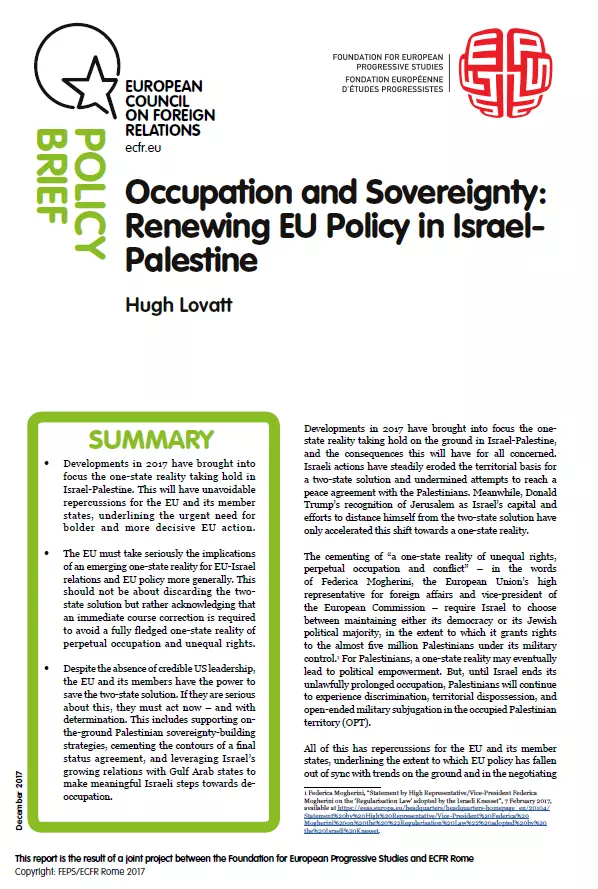 EUROPEAN
COUNCIL
ON FOREIGN
RELATIONS
ecfr.eu
FOUNDATION FOR EUROPEAN
PROGRESSIVE STUDIES
FONDATION EUROPÉENNE
D'ÉTUDES PROGRESSISTES
POLICY
BRIEF
Occupation and Sovereignty:
Renewing EU Policy in Israel-
Palestine
Hugh Lovatt
SUMMARY
• Developments in 2017 have brought into
focus the one-state reality taking hold in
Israel-Palestine. This will have unavoidable
repercussions for the EU and its member
states, underlining the urgent need for
bolder and more decisive EU action.
• The EU must take seriously the implications
of an emerging one-state reality for EU-Israel
relations and EU policy more generally. This
should not be about discarding the two-
state solution but rather acknowledging that
an immediate course correction is required
to avoid a fully fledged one-state reality of
perpetual occupation and unequal rights.
• Despite the absence of credible US leadership,
the EU and its members have the power to
save the two-state solution. If they are serious
about this, they must act now – and with
determination. This includes supporting on-
the-ground Palestinian sovereignty-building
strategies, cementing the contours of a final
status agreement, and leveraging Israel's
growing relations with Gulf Arab states to
make meaningful Israeli steps towards de-
occupation.
Developments in 2017 have brought into focus the one-
state reality taking hold on the ground in Israel-Palestine,
and the consequences this will have for all concerned.
Israeli actions have steadily eroded the territorial basis for
a two-state solution and undermined attempts to reach a
peace agreement with the Palestinians. Meanwhile, Donald
Trump's recognition of Jerusalem as Israel's capital and
efforts to distance himself from the two-state solution have
only accelerated this shift towards a one-state reality.
The cementing of "a one-state reality of unequal rights,
perpetual occupation and conflict" – in the words
of Federica Mogherini, the European Union's high
representative for foreign affairs and vice-president of
the European Commission – require Israel to choose
between maintaining either its democracy or its Jewish
political majority, in the extent to which it grants rights
to the almost five million Palestinians under its military
control.¹ For Palestinians, a one-state reality may eventually
lead to political empowerment. But, until Israel ends its
unlawfully prolonged occupation, Palestinians will continue
to experience discrimination, territorial dispossession, and
open-ended military subjugation in the occupied Palestinian
territory (OPT).
All of this has repercussions for the EU and its member
states, underlining the extent to which EU policy has fallen
out of sync with trends on the ground and in the negotiating
1 Federica Mogherini, "Statement by High Representative/Vice-President Federica
Mogherini on the 'Regularisation Law' adopted by the Israeli Knesset", 7 February 2017,
available at https://eeas.europa.eu/headquarters/headquarters-homepage_en/20104/
Statement%20by%20High%20Representative/Vice-President%20Federica%20
Mogherini%20on%20the%20%22Regularisation%20Law%22%20adopted%20by%20
the%20Israeli%20Knesset.
December 2017
This report is the result of a joint project between the Foundation for European Progressive Studies and ECFR Rome
Copyright: FEPS/ECFR Rome 2017